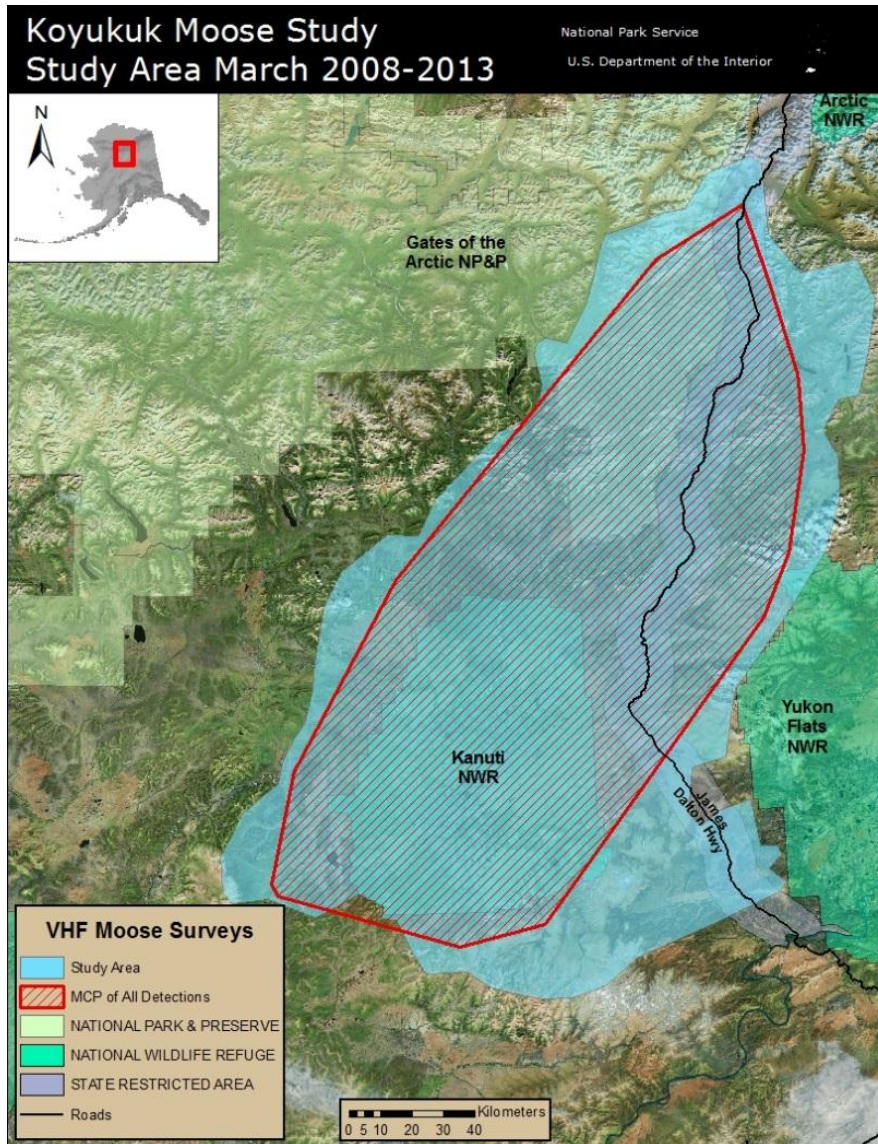 Koyukuk Moose Study
Study Area March 2008-2013
National Park Service
U.S. Department of the Interior
N
Arctic
NWR
Gates of the
Arctic NP&P
Yukon
Flats
NWR
Kanuti
NWR
James
Dalton Hwy
VHF Moose Surveys
Study Area
MCP of All Detections
NATIONAL PARK & PRESERVE
NATIONAL WILDLIFE REFUGE
STATE RESTRICTED AREA
Roads
Kilometers
0 5 10 20 30 40